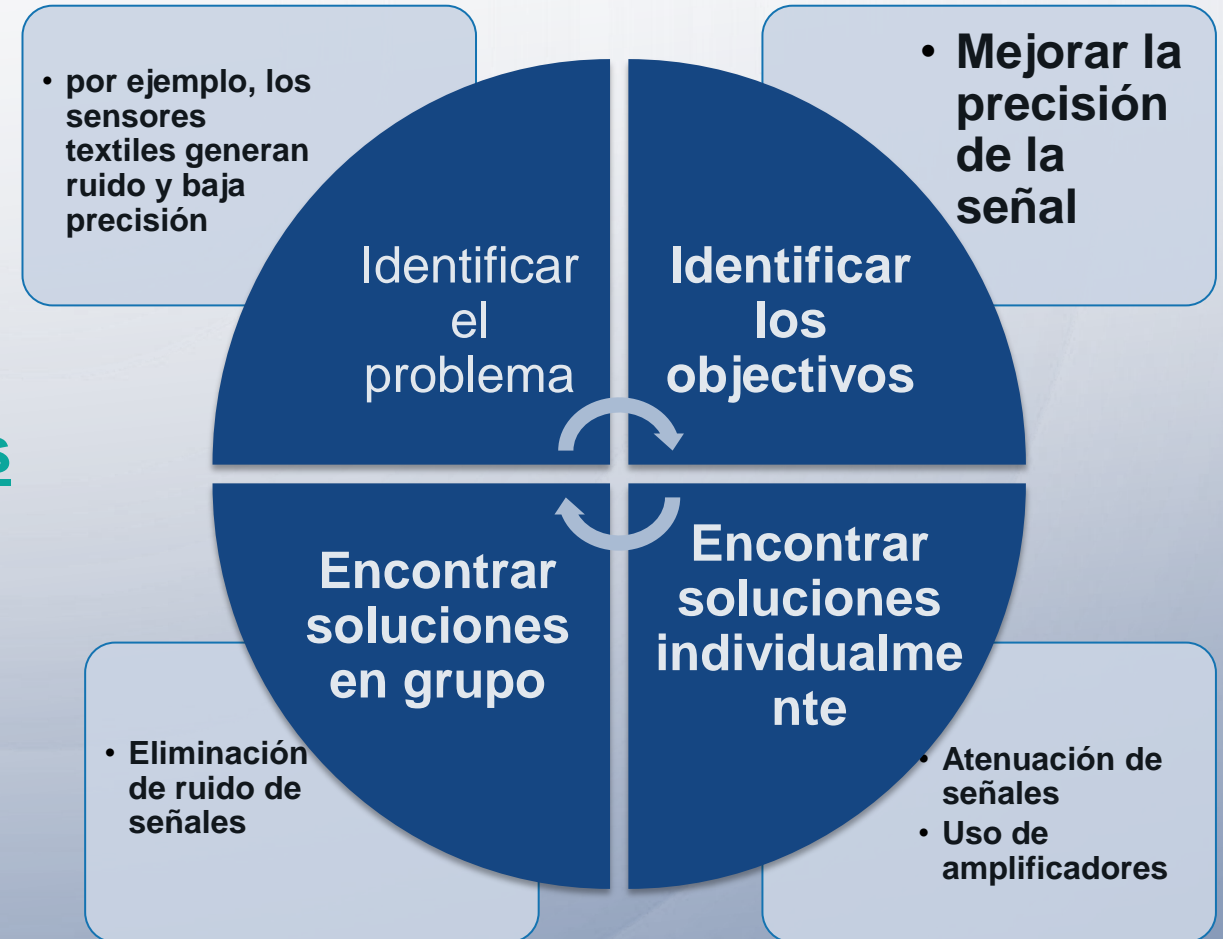 • por ejemplo, los
sensores
textiles generan
ruido y baja
precisión
Identificar
el
problema
• Mejorar la
precisión
de la
señal
Identificar
los
objectivos
s
Encontrar
soluciones
en grupo
• Eliminación
de ruido de
señales
Encontrar
soluciones
individualme
nte
• Atenuación de
señales
• Uso de
amplificadores